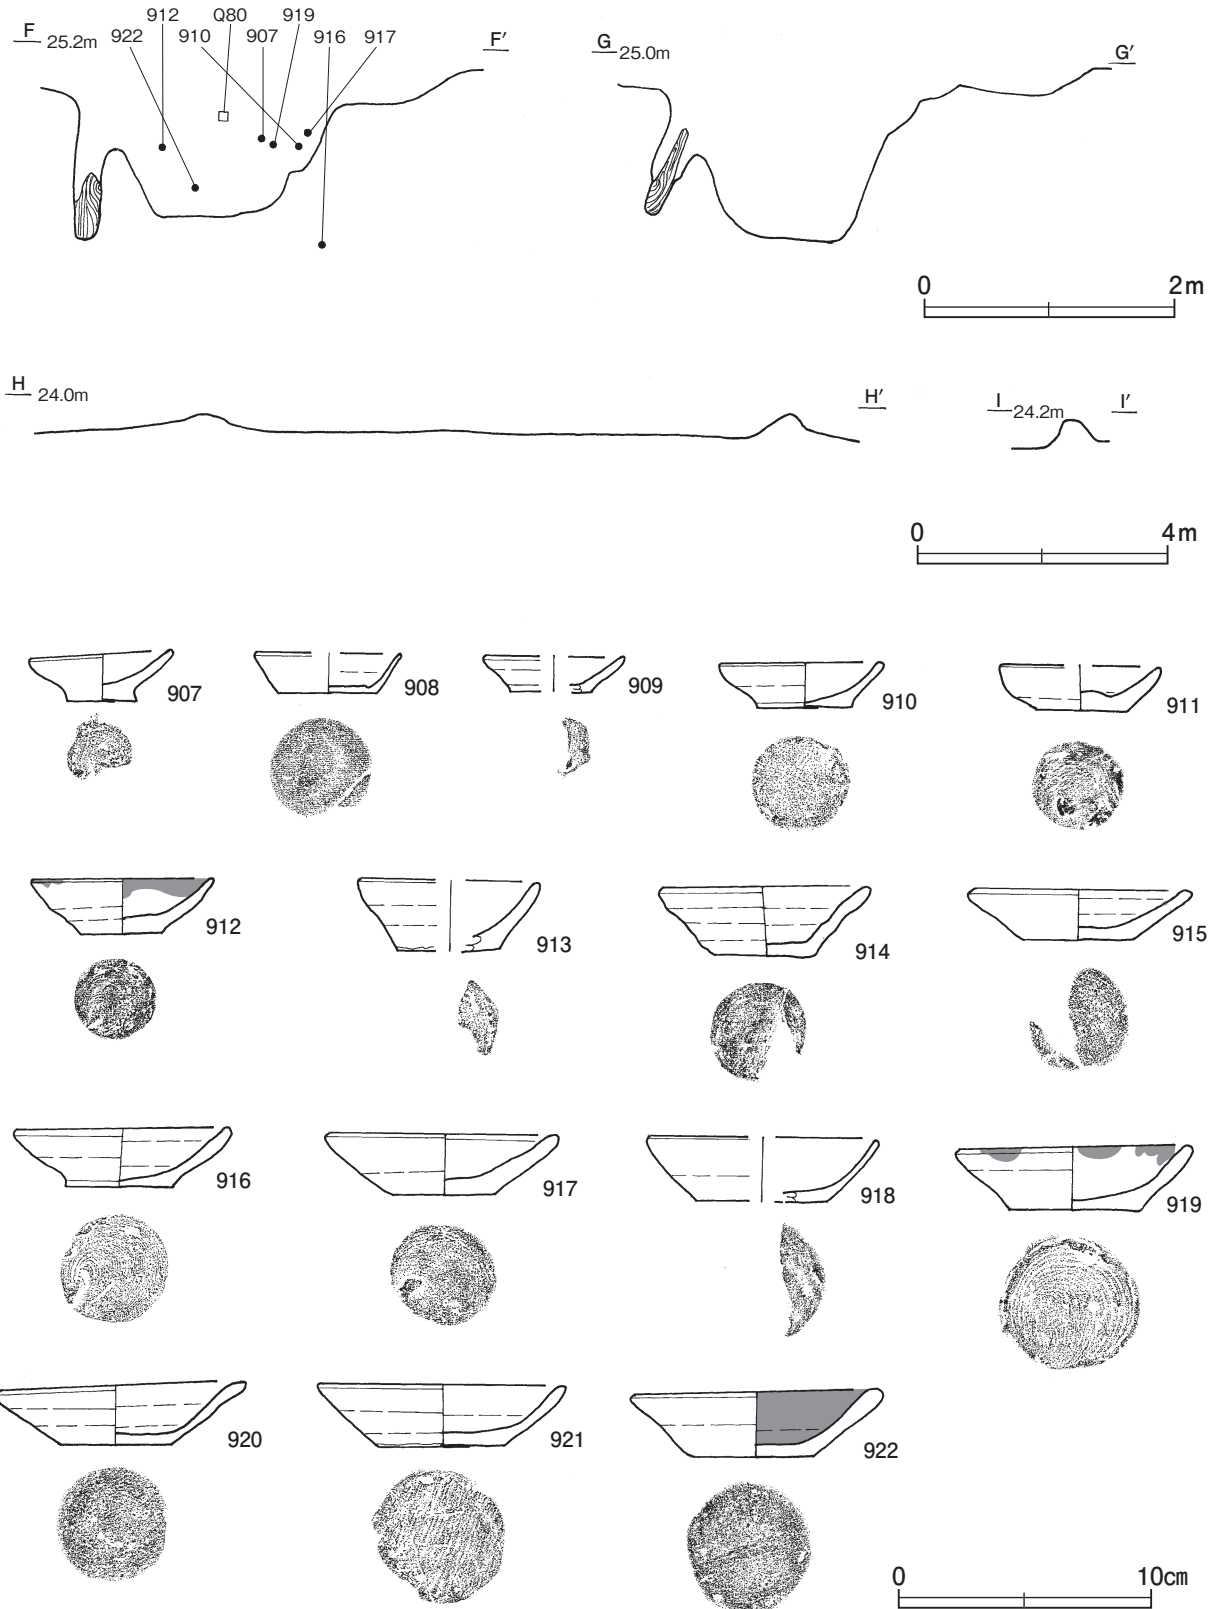 912 Q80 919
F 25.2m 922 910 907 916 917 F′ G 25.0m G′
0 2m
H 24.0m H′ I 24.2m I′
0 4m
907 908 909 910 911
912 913 914 915
916 917 918 919
920 921 922
0 10cm